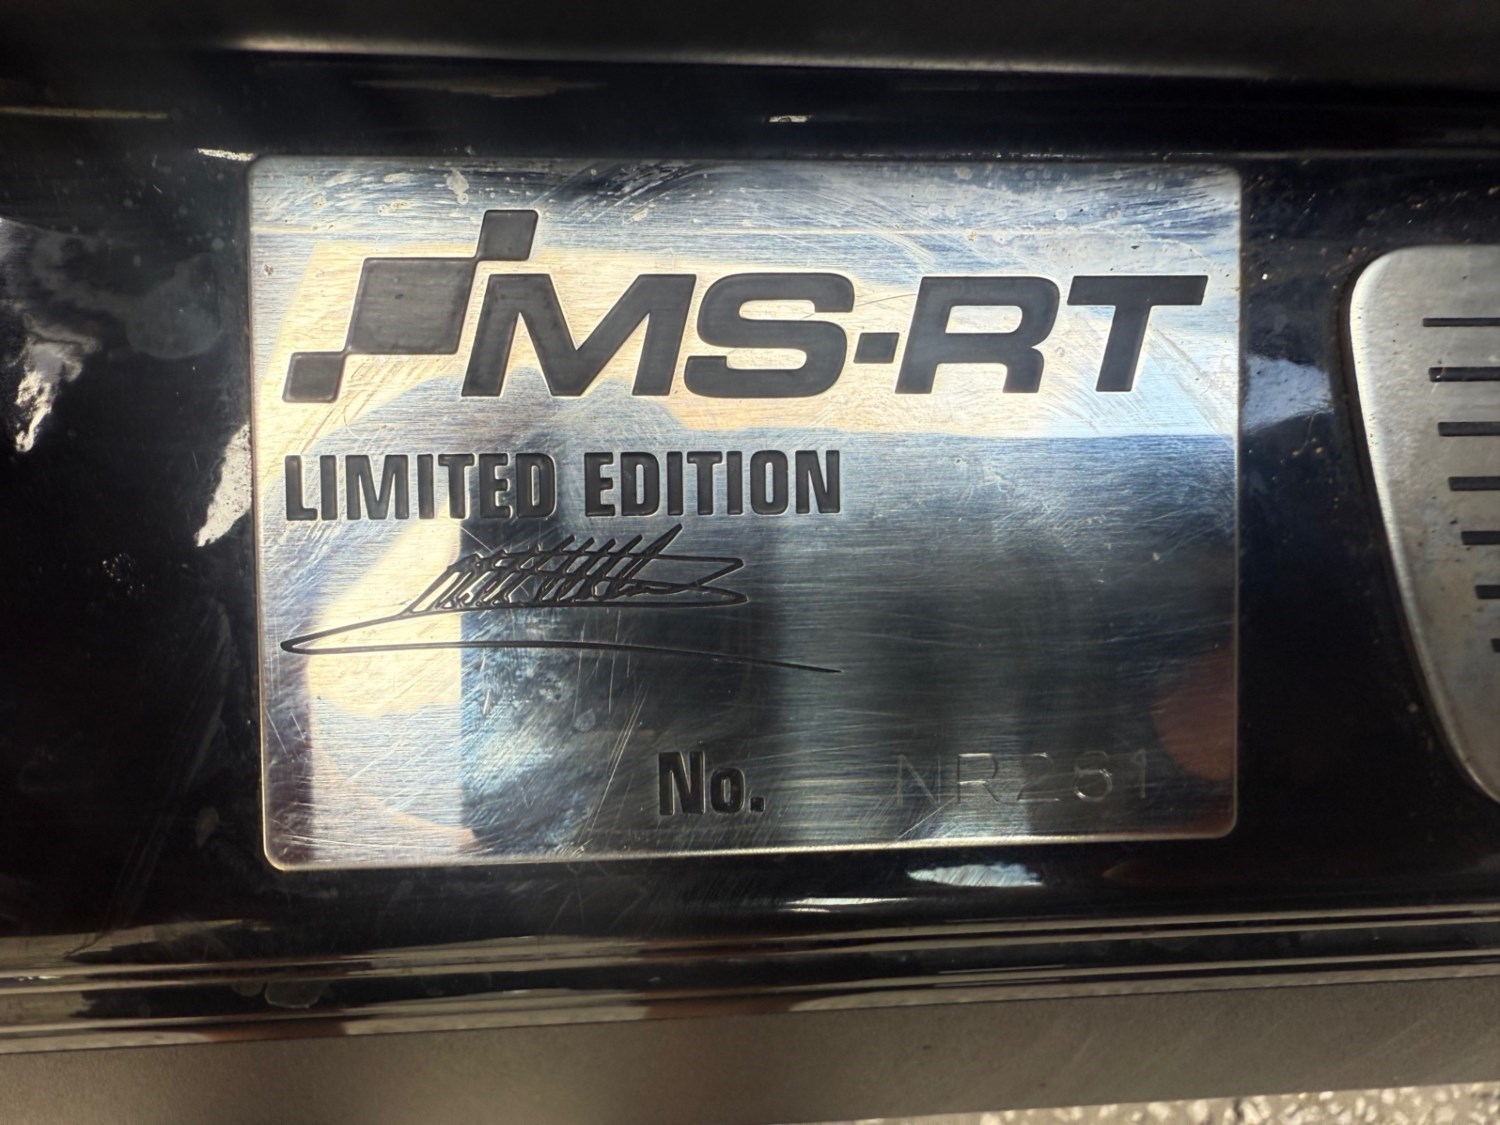 MS-RT
LIMITED EDITION
No. NR261